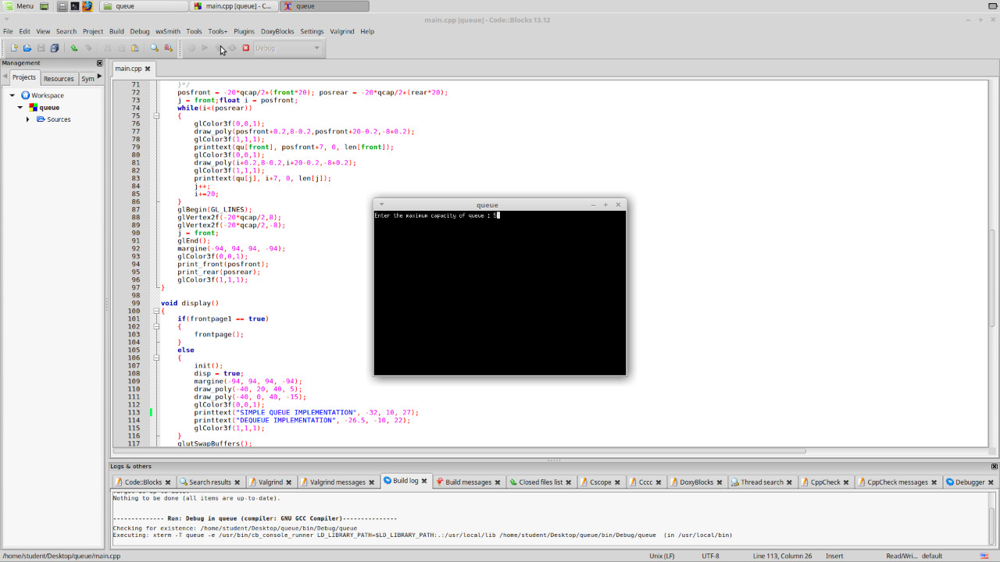 Menu queue main.cpp [queue] - C... queue
main.cpp [queue] - Code::Blocks 13.12
File Edit View Search Project Build Debug wxSmith Tools Tools+ Plugins DoxyBlocks Settings Valgrind Help
Debug
Management
Projects Resources Sym
Workspace
queue
Sources
main.cpp
71 }*/
72 posfront = -20*qcap/2+(front*20); posrear = -20*qcap/2+(rear*20);
73 j = front;float i = posfront;
74 while(i<(posrear))
75 {
76 glColor3f(0,0,1);
77 draw_poly(posfront+0.2,8-0.2,posfront+20-0.2,-8+0.2);
78 glColor3f(1,1,1);
79 printtext(qu[front], posfront+7, 0, len[front]);
80 glColor3f(0,0,1);
81 draw_poly(i+0.2,8-0.2,i+20-0.2,-8+0.2);
82 glColor3f(1,1,1);
83 printtext(qu[j], i+7, 0, len[j]);
84 j++;
85 i+=20;
86 }
87 glBegin(GL_LINES);
88 glVertex2f(-20*qcap/2,8);
89 glVertex2f(-20*qcap/2,-8);
90 j = front;
91 glEnd();
92 margine(-94, 94, 94, -94);
93 glColor3f(0,0,1);
94 print_front(posfront);
95 print_rear(posrear);
96 glColor3f(1,1,1);
97 }
98
99 void display()
100 {
101 if(frontpage1 == true)
102 {
103 frontpage();
104 }
105 else
106 {
107 init();
108 disp = true;
109 margine(-94, 94, 94, -94);
110 draw_poly(-40, 20, 40, 5);
111 draw_poly(-40, 0, 40, -15);
112 glColor3f(0,0,1);
113 printtext("SIMPLE QUEUE IMPLEMENTATION", -32, 10, 27);
114 printtext("DEQUEUE IMPLEMENTATION", -26.5, -10, 22);
115 glColor3f(1,1,1);
116 }
117 glutSwapBuffers();
queue
Enter the maximum capacity of queue : 5
Logs & others
Code::Blocks Search results Valgrind Valgrind messages Build log Build messages Closed files list Cscope Cccc DoxyBlocks Thread search CppCheck CppCheck messages Debugger
Target is up to date.
Nothing to be done (all items are up-to-date).
------------- Run: Debug in queue (compiler: GNU GCC Compiler)---------------
Checking for existence: /home/student/Desktop/queue/bin/Debug/queue
Executing: xterm -T queue -e /usr/bin/cb_console_runner LD_LIBRARY_PATH=$LD_LIBRARY_PATH:.:/usr/local/lib /home/student/Desktop/queue/bin/Debug/queue (in /usr/local/bin)
/home/student/Desktop/queue/main.cpp Unix (LF) UTF-8 Line 113, Column 26 Insert Read/Wri... default